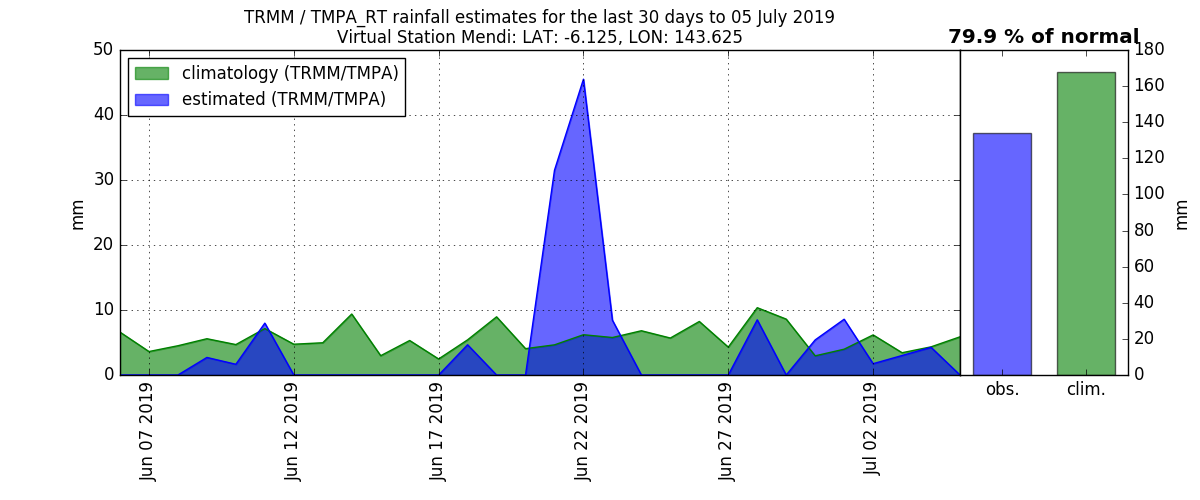 TRMM / TMPA_RT rainfall estimates for the last 30 days to 05 July 2019
Virtual Station Mendi: LAT: -6.125, LON: 143.625
79.9 % of normal
climatology (TRMM/TMPA)
estimated (TRMM/TMPA)
50
40
30
20
10
0
mm
Jun 07 2019
Jun 12 2019
Jun 17 2019
Jun 22 2019
Jun 27 2019
Jul 02 2019
180
160
140
120
100
80
60
40
20
0
mm
obs.
clim.